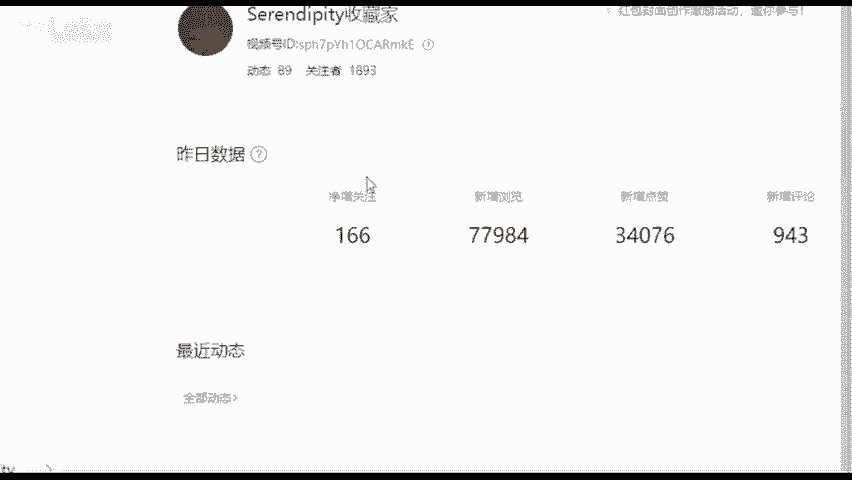 Serendipity收藏家
红包封面创作激励活动，邀你参与！
视频号ID:sph7pYh1OCARmkE
动态 89 关注者 1893
昨日数据
净增关注 新增浏览 新增点赞 新增评论
166 77984 34076 943
最近动态
全部动态>